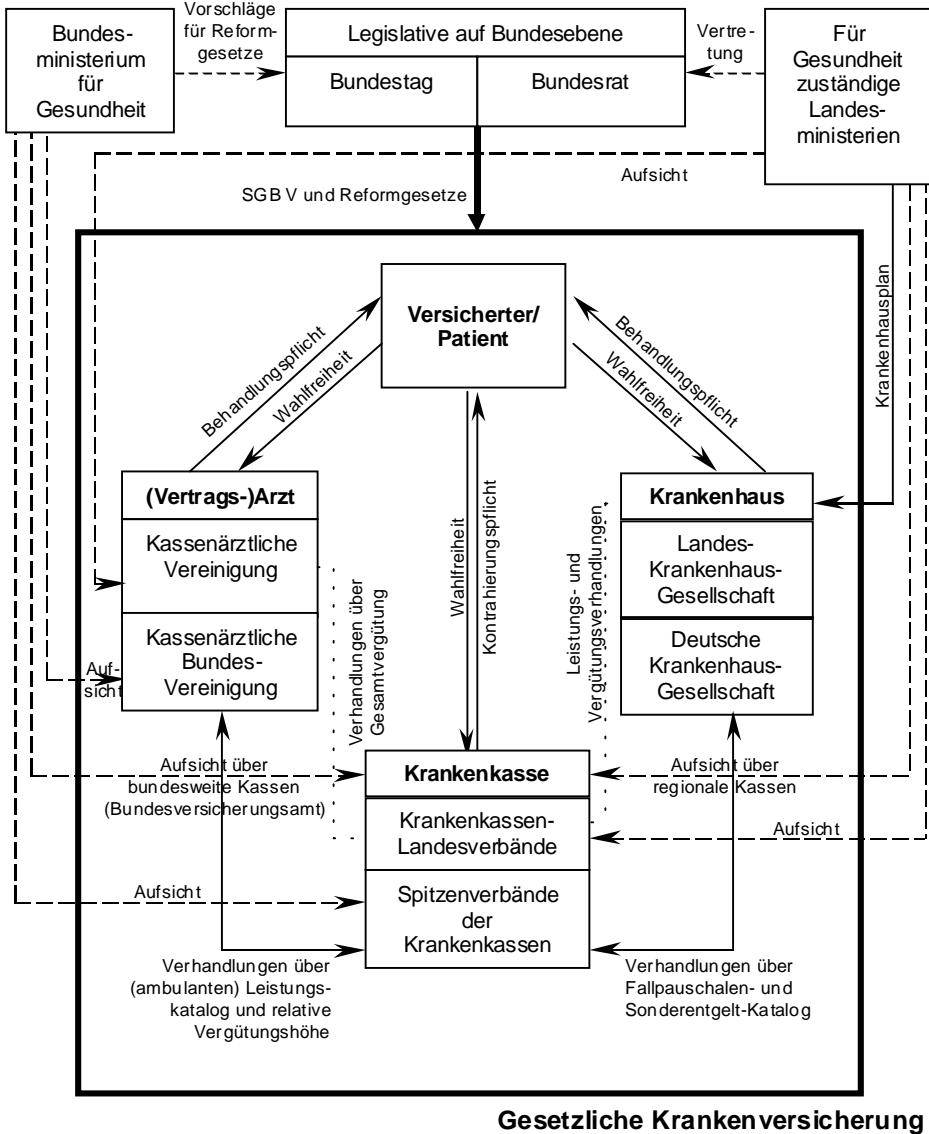 Bundes-
ministerium
für
Gesundheit
Vorschläge
für Reform-
gesetze
Legislative auf Bundesebene
Bundestag
Bundesrat
Vertre-
tung
Für
Gesundheit
zuständige
Landes-
ministerien
Aufsicht
SGB V und Reformgesetze
Krankenhausplan
Versicherter/
Patient
Behandlungspflicht
Wahlfreiheit
Behandlungspflicht
Wahlfreiheit
(Vertrags-)Arzt
Kassenärztliche
Vereinigung
Kassenärztliche
Bundes-
Vereinigung
Auf-
sicht
Verhandlungen über
Gesamtvergütung
Wahlfreiheit
Kontrahierungspflicht
Leistungs- und
Vergütungsverhandlungen
Krankenhaus
Landes-
Krankenhaus-
Gesellschaft
Deutsche
Krankenhaus-
Gesellschaft
Aufsicht über
bundesweite Kassen
(Bundesversicherungsamt)
Krankenkasse
Krankenkassen-
Landesverbände
Spitzenverbände
der
Krankenkassen
Aufsicht über
regionale Kassen
Aufsicht
Aufsicht
Verhandlungen über
(ambulanten) Leistungs-
katalog und relative
Vergütungshöhe
Verhandlungen über
Fallpauschalen- und
Sonderentgelt-Katalog
Gesetzliche Krankenversicherung